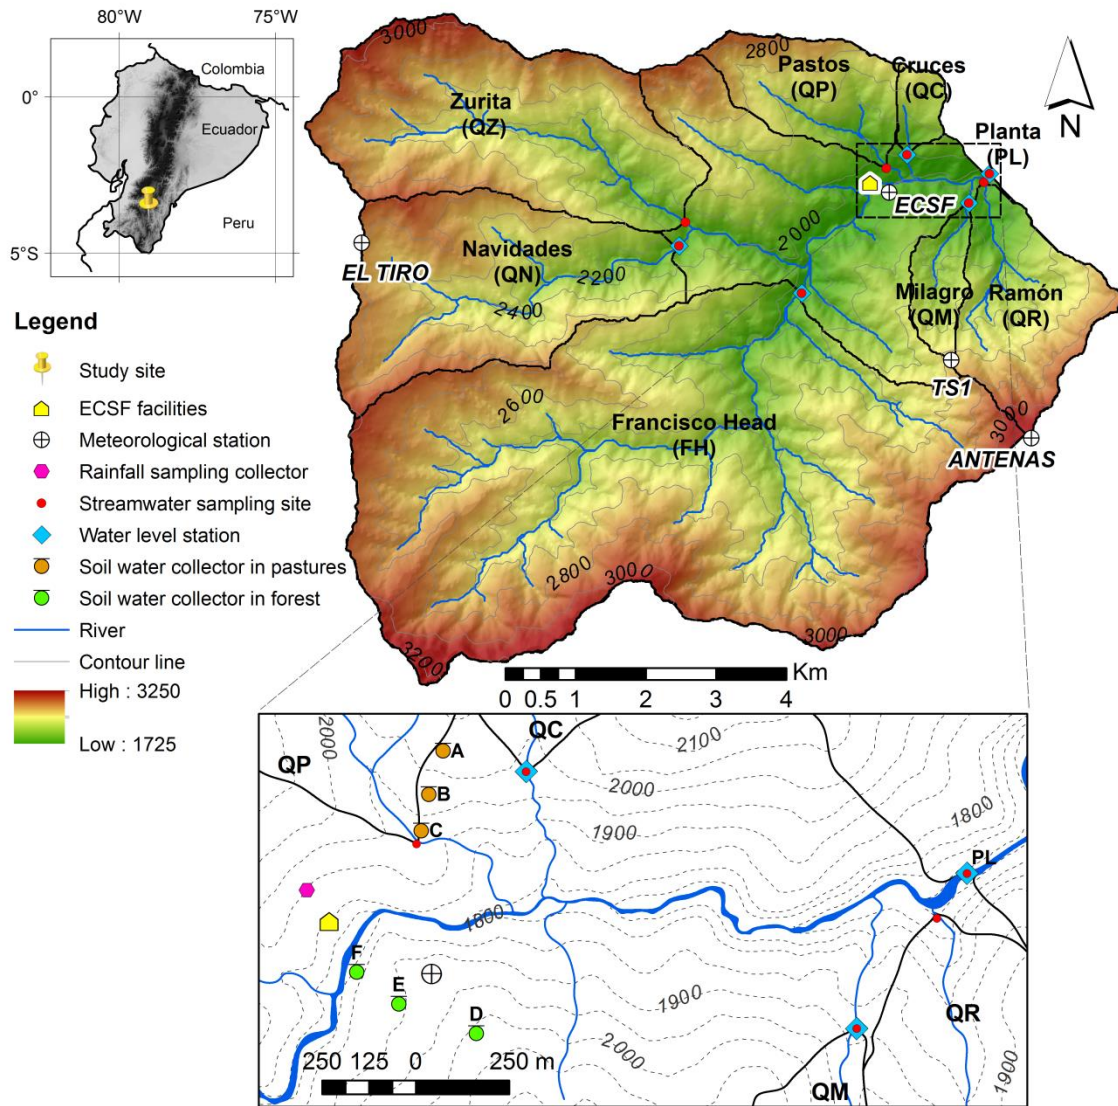 80°W
75°W
0°
5°S
Colombia
Ecuador
Peru
N
3000
2800
Zurita
(QZ)
Pastos
(QP)
Cruces
(QC)
Planta
(PL)
ECSF
2000
EL TIRO
Navidades
(QN)
2200
2400
Milagro
(QM)
Ramón
(QR)
TS1
2600
Francisco Head
(FH)
3000
ANTENAS
2800
3000
3000
3200
Legend
Study site
ECSF facilities
Meteorological station
Rainfall sampling collector
Streamwater sampling site
Water level station
Soil water collector in pastures
Soil water collector in forest
River
Contour line
High : 3250
Low : 1725
Km
0 0.5 1 2 3 4
2000
QC
2100
A
QP
B
2000
C
1900
1800
PL
1800
F
E
D
1900
QR
2000
1900
QM
250 125 0 250 m